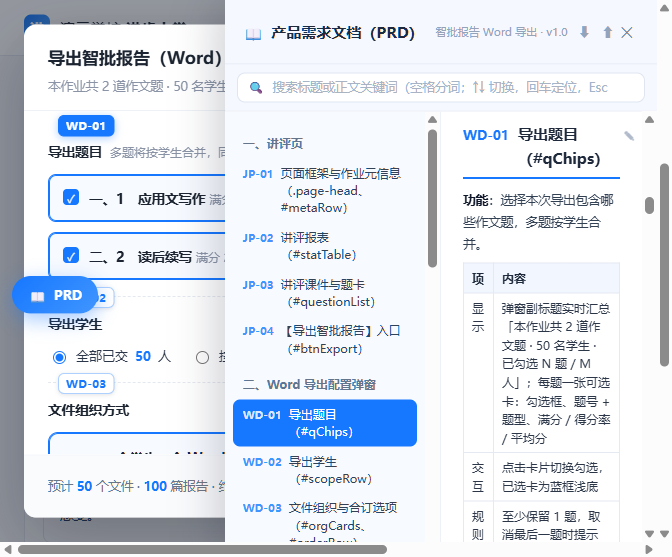 导出智批报告（Word）
本作业共 2 道作文题 · 50 名学生
WD-01
导出题目 多题将按学生合并，同
一、1 应用文写作 满分
二、2 读后续写 满分
PRD
导出学生
全部已交 50 人
WD-03
文件组织方式
预计 50 个文件 · 100 篇报告 ·
产品需求文档（PRD）
智批报告 Word 导出 · v1.0
搜索标题或正文关键词（空格分词；↑↓ 切换，回车定位，Esc
一、讲评页
JP-01 页面框架与作业元信息
（.page-head、
#metaRow）
JP-02 讲评报表
（#statTable）
JP-03 讲评课件与题卡
（#questionList）
JP-04 【导出智批报告】入口
（#btnExport）
二、Word 导出配置弹窗
WD-01 导出题目
（#qChips）
WD-02 导出学生
（#scopeRow）
WD-03 文件组织与合订选项
（#orgCards、
WD-01 导出题目
（#qChips）
功能：选择本次导出包含哪
些作文题，多题按学生合
并。
项 内容
显示
弹窗副标题实时汇总
「本作业共 2 道作
文题 · 50 名学生 ·
已勾选 N 题 / M
人」；每题一张可选
卡：勾选框、题号 +
题型、满分 / 得分率
/ 平均分
交互
点击卡片切换勾选，
已选卡为蓝框浅底
规则
至少保留 1 题，取
消最后一题时提示